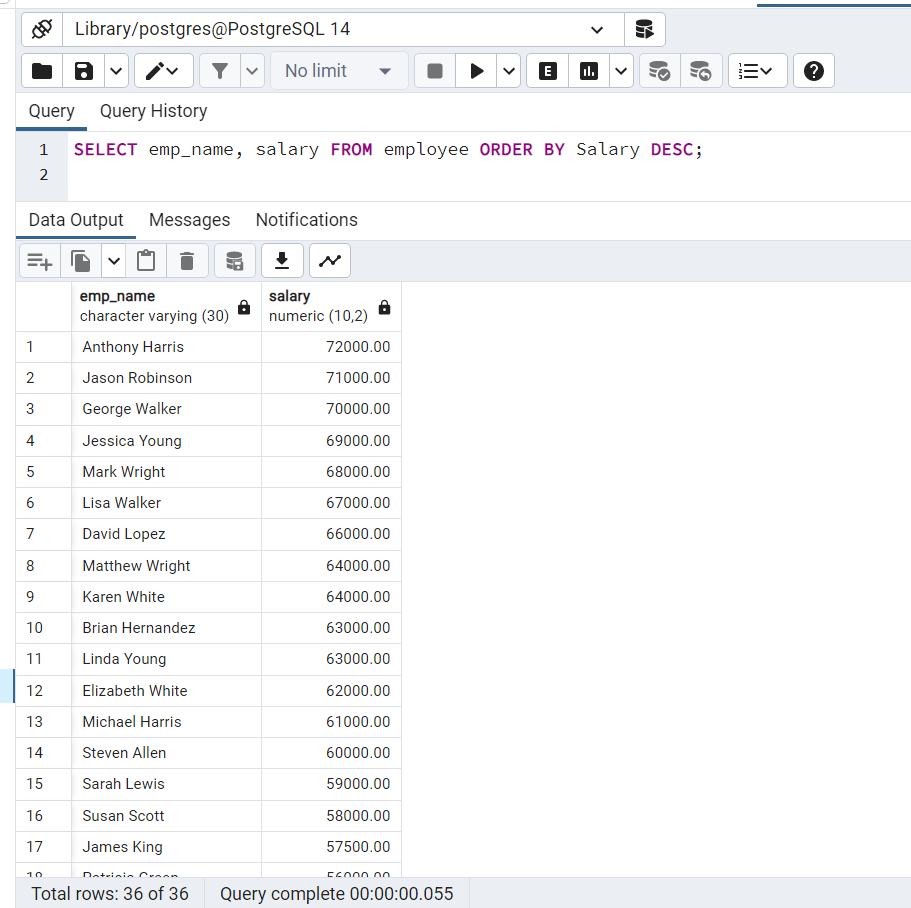 Library/postgres@PostgreSQL 14
No limit
E
Query Query History
1 SELECT emp_name, salary FROM employee ORDER BY Salary DESC;
2
Data Output Messages Notifications
emp_name salary
character varying (30) numeric (10,2)
1 Anthony Harris 72000.00
2 Jason Robinson 71000.00
3 George Walker 70000.00
4 Jessica Young 69000.00
5 Mark Wright 68000.00
6 Lisa Walker 67000.00
7 David Lopez 66000.00
8 Matthew Wright 64000.00
9 Karen White 64000.00
10 Brian Hernandez 63000.00
11 Linda Young 63000.00
12 Elizabeth White 62000.00
13 Michael Harris 61000.00
14 Steven Allen 60000.00
15 Sarah Lewis 59000.00
16 Susan Scott 58000.00
17 James King 57500.00
18 Patricia Green 56000.00
Total rows: 36 of 36 Query complete 00:00:00.055